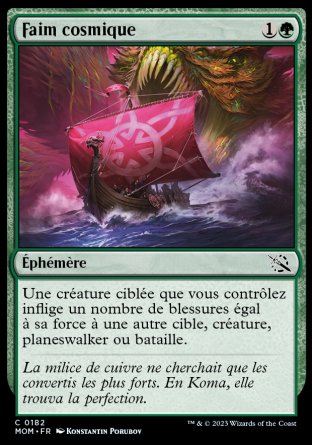 Faim cosmique 1
Éphémère
Une créature ciblée que vous contrôlez
inflige un nombre de blessures égal
à sa force à une autre cible, créature,
planeswalker ou bataille.
La milice de cuivre ne cherchait que les
convertis les plus forts. En Koma, elle
trouva la perfection.
C 0182
MOM • FR Konstantin Porubov
™ & © 2023 Wizards of the Coast